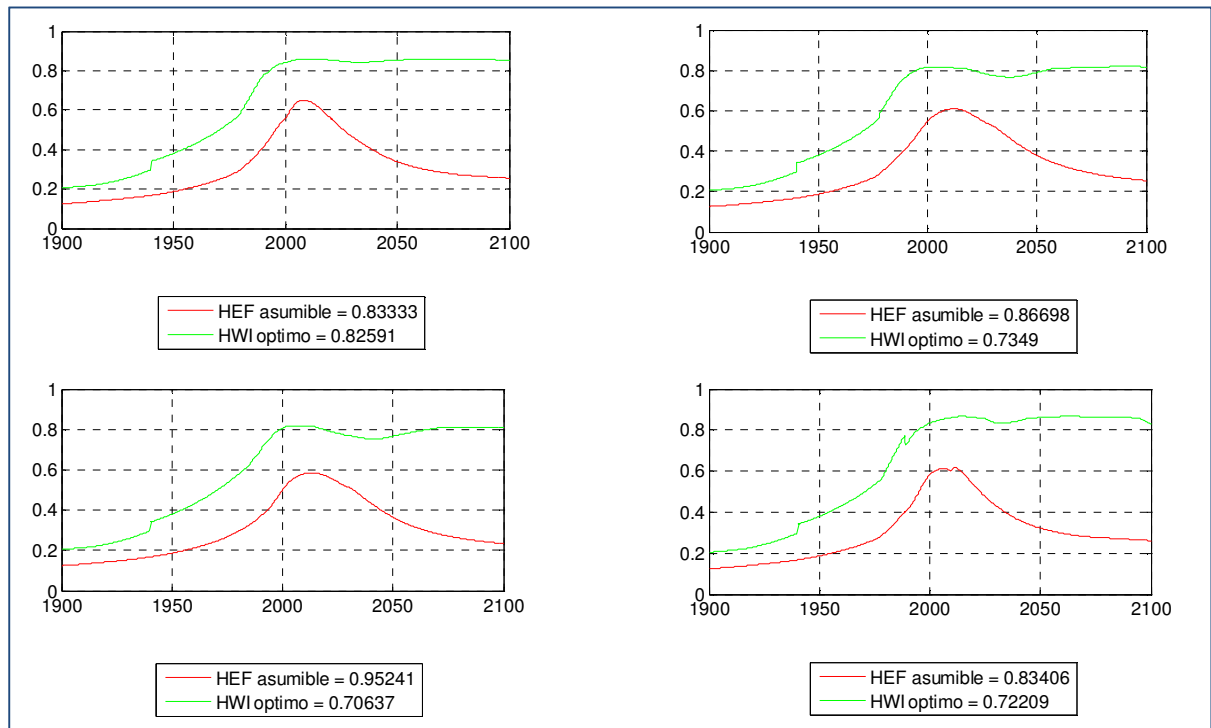 1
0.8
0.6
0.4
0.2
0
1900 1950 2000 2050 2100
HEF asumible = 0.83333
HWI optimo = 0.82591
1
0.8
0.6
0.4
0.2
0
1900 1950 2000 2050 2100
HEF asumible = 0.86698
HWI optimo = 0.7349
1
0.8
0.6
0.4
0.2
0
1900 1950 2000 2050 2100
HEF asumible = 0.95241
HWI optimo = 0.70637
1
0.8
0.6
0.4
0.2
0
1900 1950 2000 2050 2100
HEF asumible = 0.83406
HWI optimo = 0.72209